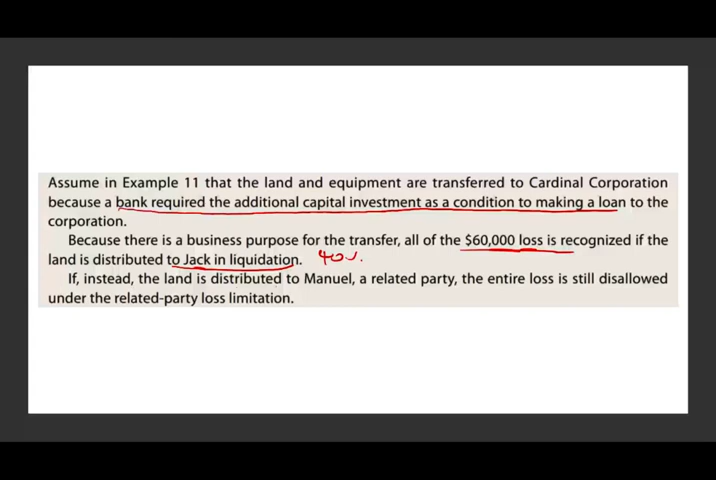 Assume in Example 11 that the land and equipment are transferred to Cardinal Corporation
because a bank required the additional capital investment as a condition to making a loan to the
corporation.
Because there is a business purpose for the transfer, all of the $60,000 loss is recognized if the
land is distributed to Jack in liquidation.
If, instead, the land is distributed to Manuel, a related party, the entire loss is still disallowed
under the related-party loss limitation.